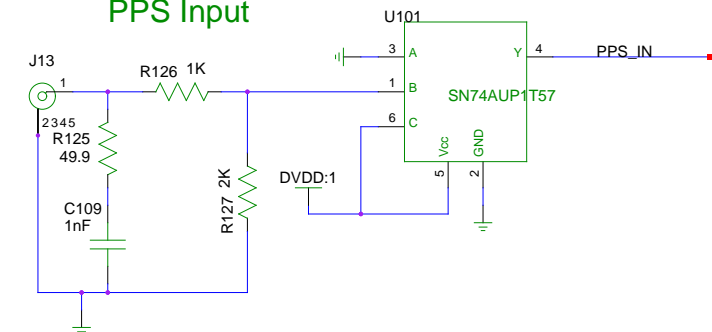 PPS Input
U101
J13
1
R126 1K
3 A
Y 4
PPS_IN
1 B
SN74AUP1T57
6 C
2345
R125
49.9
Vcc
GND
5
2
DVDD:1
R127 2K
C109
1nF